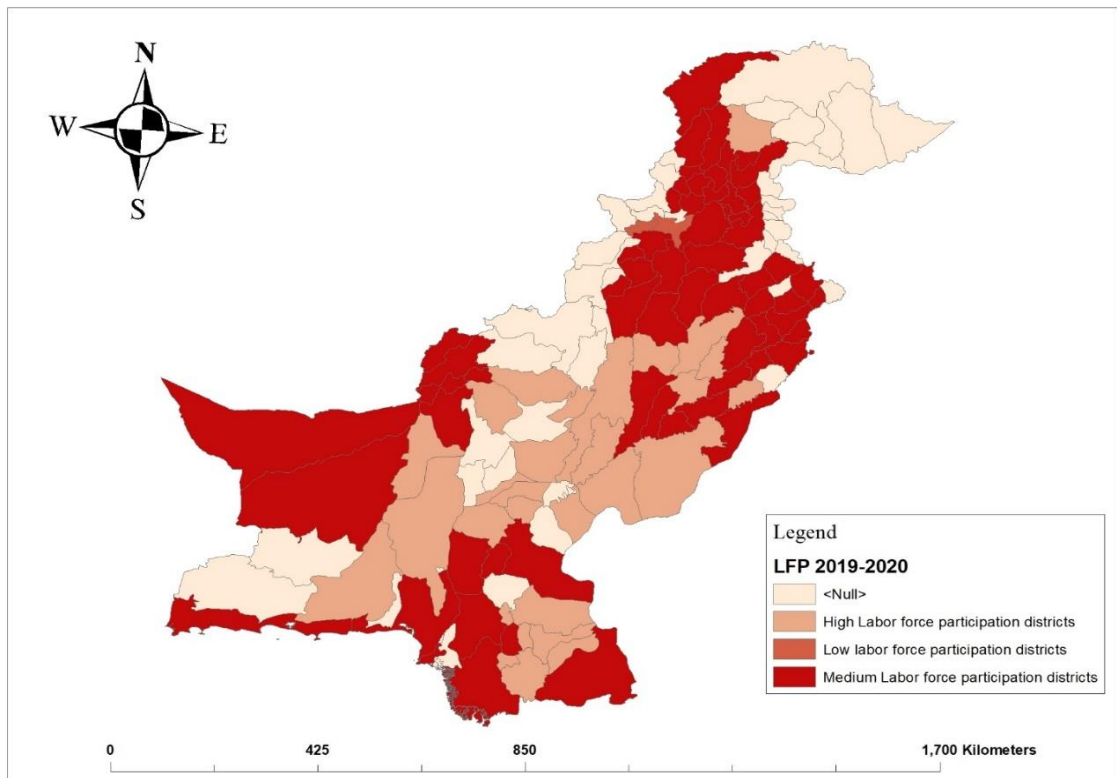 N
W E
S
Legend
LFP 2019-2020
<Null>
High Labor force participation districts
Low labor force participation districts
Medium Labor force participation districts
0 425 850 1,700 Kilometers